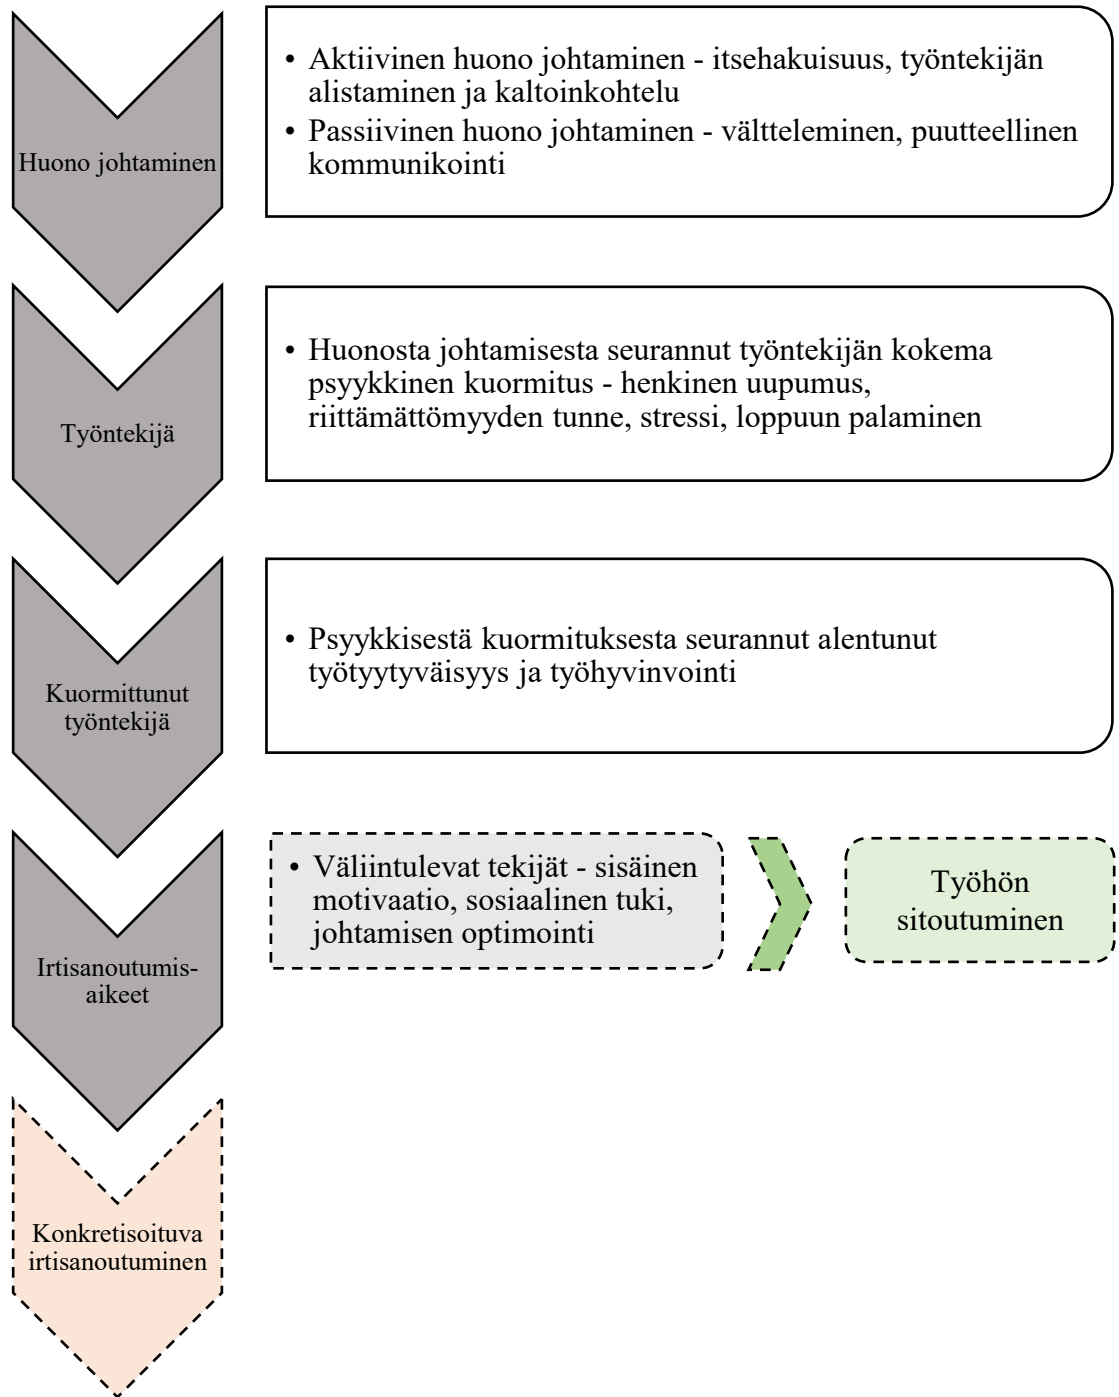 Huono johtaminen
• Aktiivinen huono johtaminen - itsehakuisuus, työntekijän
alistaminen ja kaltoinkohtelu
• Passiivinen huono johtaminen - vältteleminen, puutteellinen
kommunikointi
Työntekijä
• Huonosta johtamisesta seurannut työntekijän kokema
psyykkinen kuormitus - henkinen uupumus,
riittämättömyyden tunne, stressi, loppuun palaminen
Kuormittunut
työntekijä
• Psyykkisestä kuormituksesta seurannut alentunut
työtyytyväisyys ja työhyvinvointi
Irtisanoutumis-
aikeet
• Väliintulevat tekijät - sisäinen
motivaatio, sosiaalinen tuki,
johtamisen optimointi
Työhön
sitoutuminen
Konkretisoituva
irtisanoutuminen